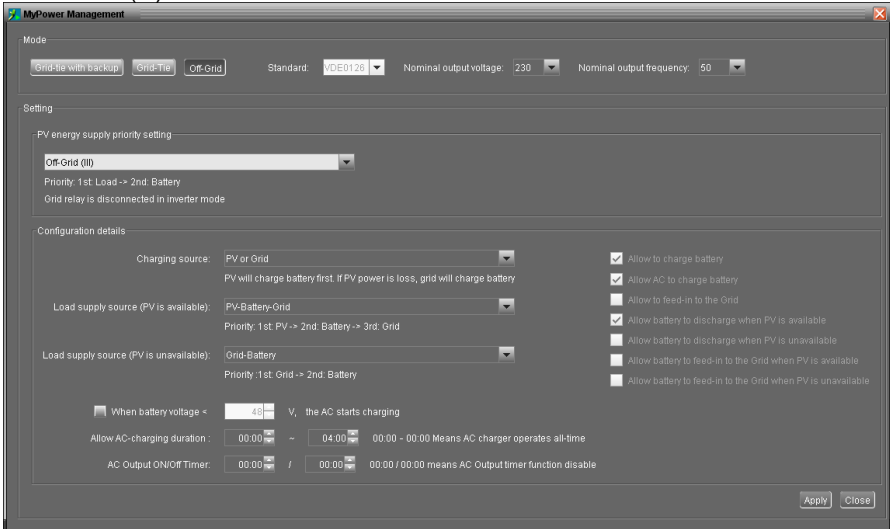 MyPower Management
Mode
Grid-tie with backup Grid-Tie Off-Grid Standard: VDE0126 Nominal output voltage: 230 Nominal output frequency: 50
Setting
PV energy supply priority setting
Off-Grid (III)
Priority: 1st: Load -> 2nd: Battery
Grid relay is disconnected in inverter mode
Configuration details
Charging source: PV or Grid
PV will charge battery first. If PV power is loss, grid will charge battery
Load supply source (PV is available): PV-Battery-Grid
Priority: 1st: PV -> 2nd: Battery -> 3rd: Grid
Load supply source (PV is unavailable): Grid-Battery
Priority :1st: Grid -> 2nd: Battery
Allow to charge battery
Allow AC to charge battery
Allow to feed-in to the Grid
Allow battery to discharge when PV is available
Allow battery to discharge when PV is unavailable
Allow battery to feed-in to the Grid when PV is available
Allow battery to feed-in to the Grid when PV is unavailable
When battery voltage < 48 V, the AC starts charging
Allow AC-charging duration : 00:00 ~ 04:00 00:00 - 00:00 Means AC charger operates all-time
AC Output ON/Off Timer: 00:00 / 00:00 00:00 / 00:00 means AC Output timer function disable
Apply Close